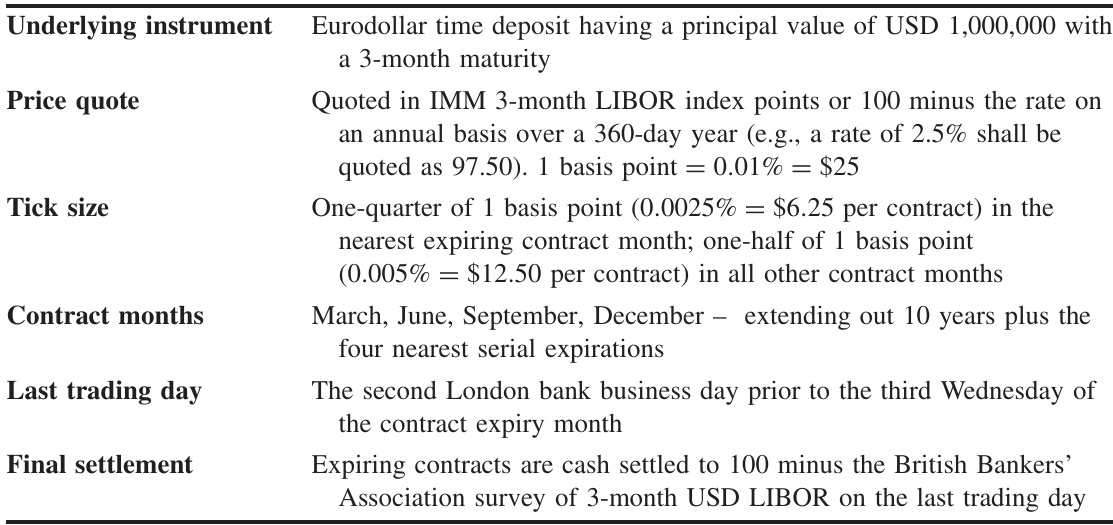 Underlying instrument Eurodollar time deposit having a principal value of USD 1,000,000 with
a 3-month maturity
Price quote Quoted in IMM 3-month LIBOR index points or 100 minus the rate on
an annual basis over a 360-day year (e.g., a rate of 2.5% shall be
quoted as 97.50). 1 basis point = 0.01% = $25
Tick size One-quarter of 1 basis point (0.0025% = $6.25 per contract) in the
nearest expiring contract month; one-half of 1 basis point
(0.005% = $12.50 per contract) in all other contract months
Contract months March, June, September, December – extending out 10 years plus the
four nearest serial expirations
Last trading day The second London bank business day prior to the third Wednesday of
the contract expiry month
Final settlement Expiring contracts are cash settled to 100 minus the British Bankers’
Association survey of 3-month USD LIBOR on the last trading day